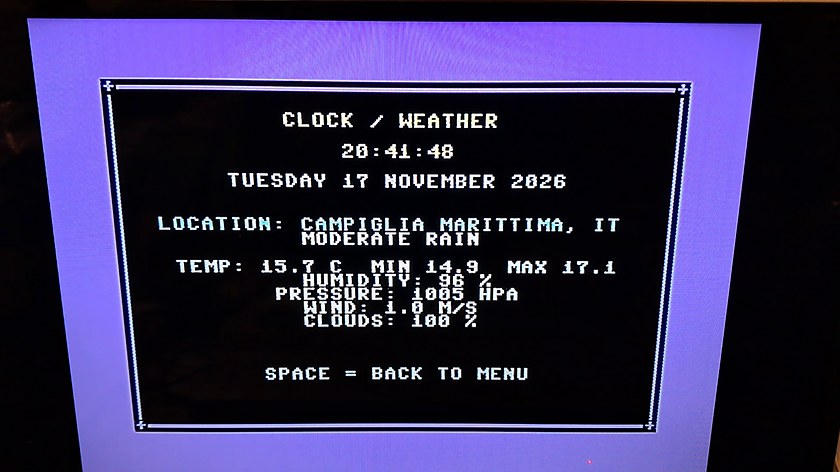 CLOCK / WEATHER
20:41:48
TUESDAY 17 NOVEMBER 2026
LOCATION: CAMPIGLIA MARITTIMA, IT
MODERATE RAIN
TEMP: 15.7 C MIN 14.9 MAX 17.1
HUMIDITY: 96 %
PRESSURE: 1005 HPA
WIND: 1.0 M/S
CLOUDS: 100 %
SPACE = BACK TO MENU